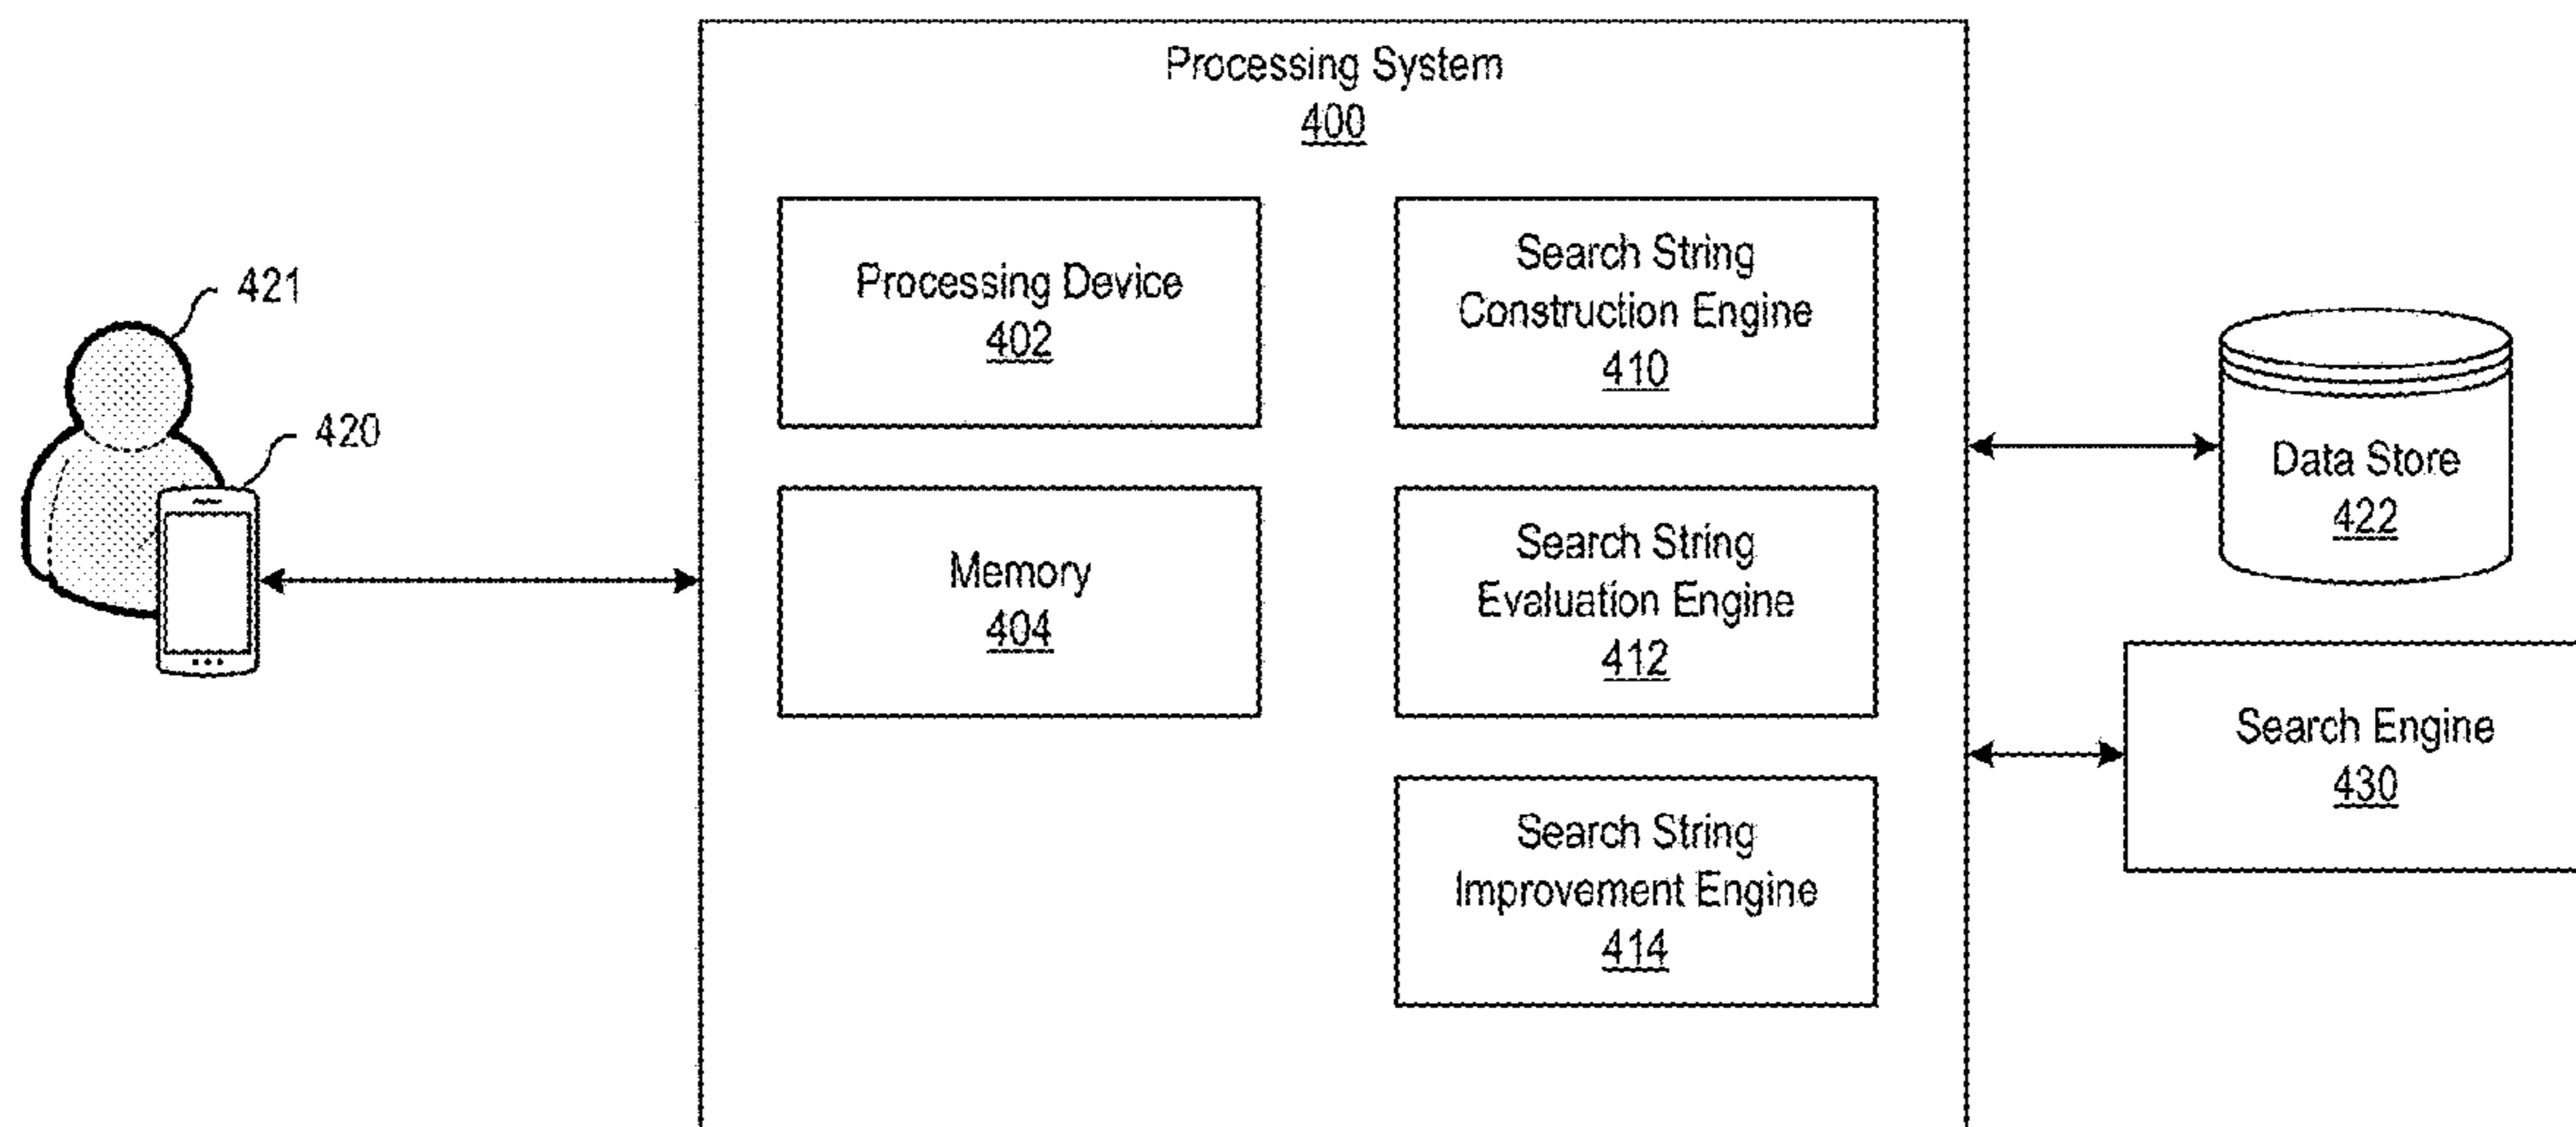 Processing System
400
Processing Device
402
Search String
Construction Engine
410
421
420
Memory
404
Search String
Evaluation Engine
412
Data Store
422
Search Engine
430
Search String
Improvement Engine
414